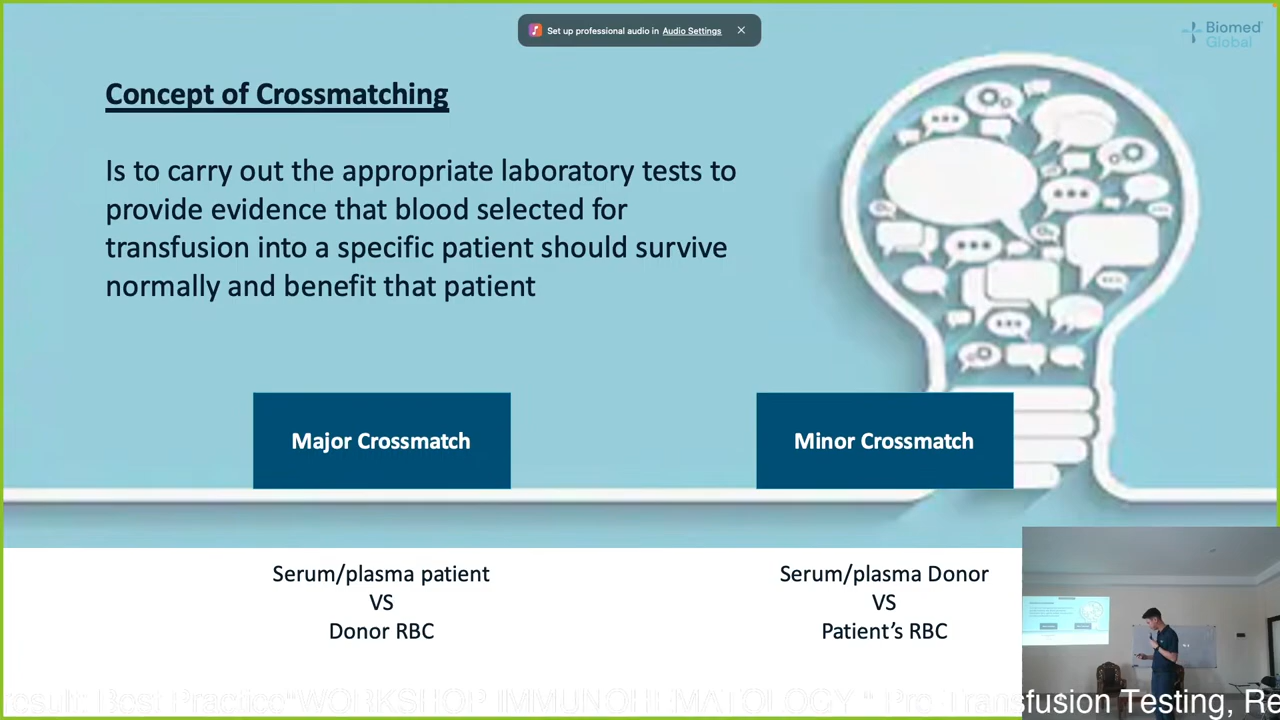 Set up professional audio in Audio Settings
Biomed
Global
Concept of Crossmatching
Is to carry out the appropriate laboratory tests to
provide evidence that blood selected for
transfusion into a specific patient should survive
normally and benefit that patient
Major Crossmatch
Minor Crossmatch
Serum/plasma patient
VS
Donor RBC
Serum/plasma Donor
VS
Patient’s RBC
result: Best Practice"WORKSHOP IMMUNOHEMATOLOGY " Pre-Transfusion Testing, Re